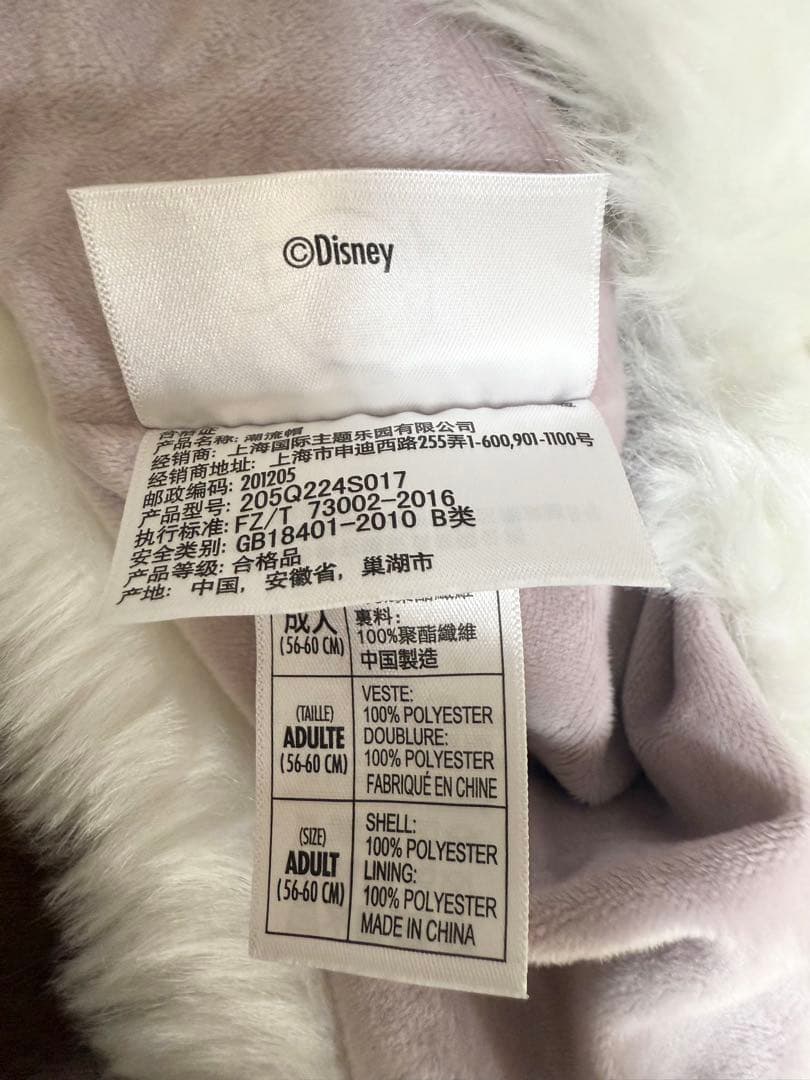 ©Disney
合格证
产品名称: 潮流帽
经销商: 上海国际主题乐园有限公司
经销商地址: 上海市申迪西路255弄1-600,901-1100号
邮政编码: 201205
产品型号: 205Q224S017
执行标准: FZ/T 73002-2016
安全类别: GB18401-2010 B类
产品等级: 合格品
产地: 中国, 安徽省, 巢湖市
成人
(56-60 CM)
裏料:
100%聚酯纖維
中国製造
(TAILLE)
ADULTE
(56-60 CM)
VESTE:
100% POLYESTER
DOUBLURE:
100% POLYESTER
FABRIQUÉ EN CHINE
(SIZE)
ADULT
(56-60 CM)
SHELL:
100% POLYESTER
LINING:
100% POLYESTER
MADE IN CHINA